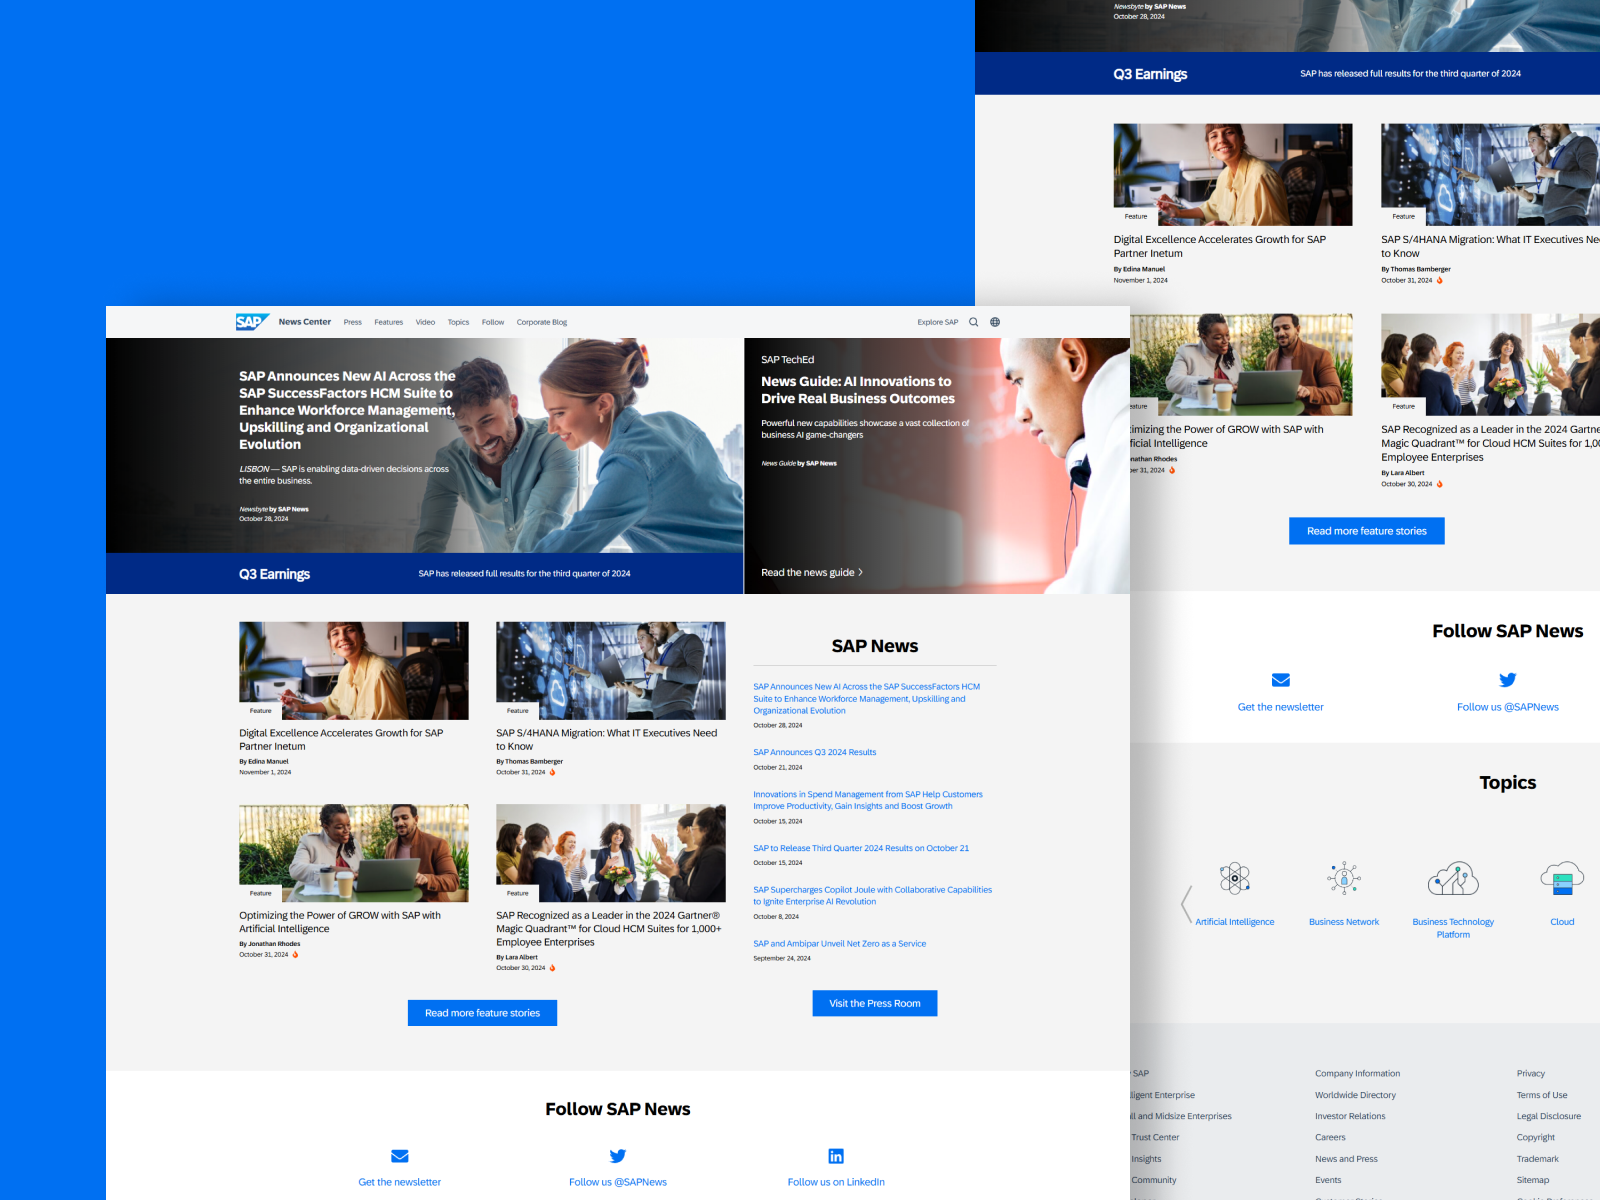 SAP
News Center
Press
Features
Video
Topics
Follow
Corporate Blog
Explore SAP
SAP Announces New AI Across the
SAP SuccessFactors HCM Suite to
Enhance Workforce Management,
Upskilling and Organizational
Evolution
LISBON — SAP is enabling data-driven decisions across
the entire business.
Newsbyte by SAP News
October 28, 2024
SAP TechEd
News Guide: AI Innovations to
Drive Real Business Outcomes
Powerful new capabilities showcase a vast collection of
business AI game-changers
News Guide by SAP News
Read the news guide
Q3 Earnings
SAP has released full results for the third quarter of 2024
Feature
Digital Excellence Accelerates Growth for SAP
Partner Inetum
By Edina Manuel
November 1, 2024
Feature
SAP S/4HANA Migration: What IT Executives Need
to Know
By Thomas Bamberger
October 31, 2024
Feature
Optimizing the Power of GROW with SAP with
Artificial Intelligence
By Jonathan Rhodes
October 31, 2024
Feature
SAP Recognized as a Leader in the 2024 Gartner®
Magic Quadrant™ for Cloud HCM Suites for 1,000+
Employee Enterprises
By Lara Albert
October 30, 2024
Read more feature stories
SAP News
SAP Announces New AI Across the SAP SuccessFactors HCM
Suite to Enhance Workforce Management, Upskilling and
Organizational Evolution
October 28, 2024
SAP Announces Q3 2024 Results
October 21, 2024
Innovations in Spend Management from SAP Help Customers
Improve Productivity, Gain Insights and Boost Growth
October 15, 2024
SAP to Release Third Quarter 2024 Results on October 21
October 15, 2024
SAP Supercharges Copilot Joule with Collaborative Capabilities
to Ignite Enterprise AI Revolution
October 8, 2024
SAP and Ambipar Unveil Net Zero as a Service
September 24, 2024
Visit the Press Room
Follow SAP News
Get the newsletter
Follow us @SAPNews
Follow us on LinkedIn
Newsbyte by SAP News
October 28, 2024
Q3 Earnings
SAP has released full results for the third quarter of 2024
Feature
Digital Excellence Accelerates Growth for SAP
Partner Inetum
By Edina Manuel
November 1, 2024
Feature
SAP S/4HANA Migration: What IT Executives Ne
to Know
By Thomas Bamberger
October 31, 2024
eature
imizing the Power of GROW with SAP with
ficial Intelligence
nathan Rhodes
er 31, 2024
Feature
SAP Recognized as a Leader in the 2024 Gartne
Magic Quadrant™ for Cloud HCM Suites for 1,00
Employee Enterprises
By Lara Albert
October 30, 2024
Read more feature stories
Follow SAP News
Get the newsletter
Follow us @SAPNews
Topics
Artificial Intelligence
Business Network
Business Technology
Platform
Cloud
SAP
lligent Enterprise
ll and Midsize Enterprises
Trust Center
Insights
Community
Company Information
Worldwide Directory
Investor Relations
Careers
News and Press
Events
Privacy
Terms of Use
Legal Disclosure
Copyright
Trademark
Sitemap